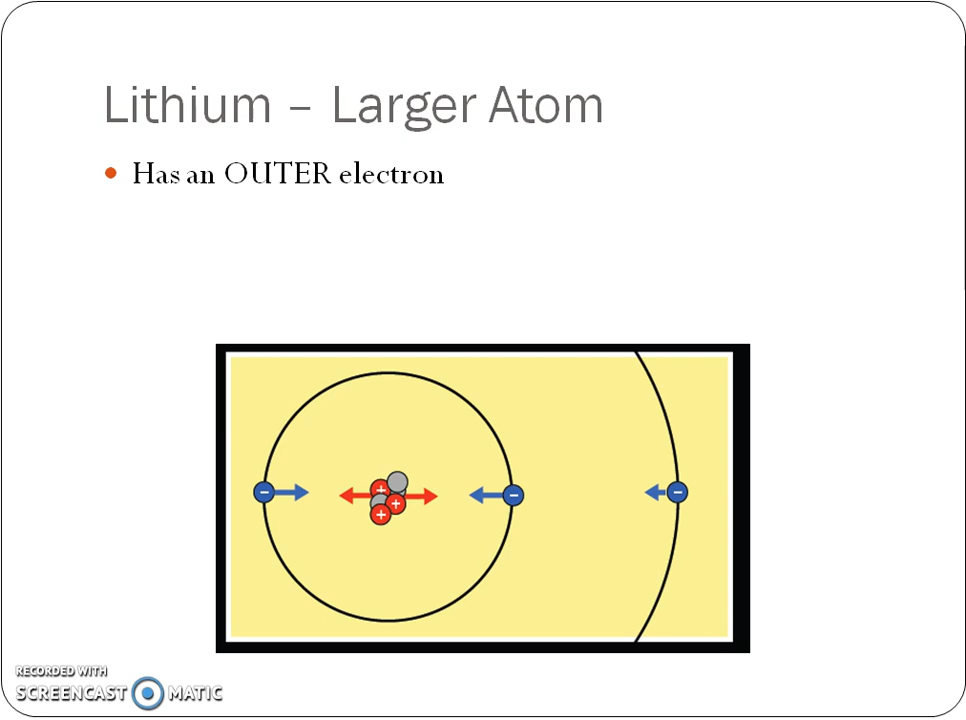 Lithium – Larger Atom
• Has an OUTER electron
− + + + − −
RECORDED WITH
SCREENCAST MATIC